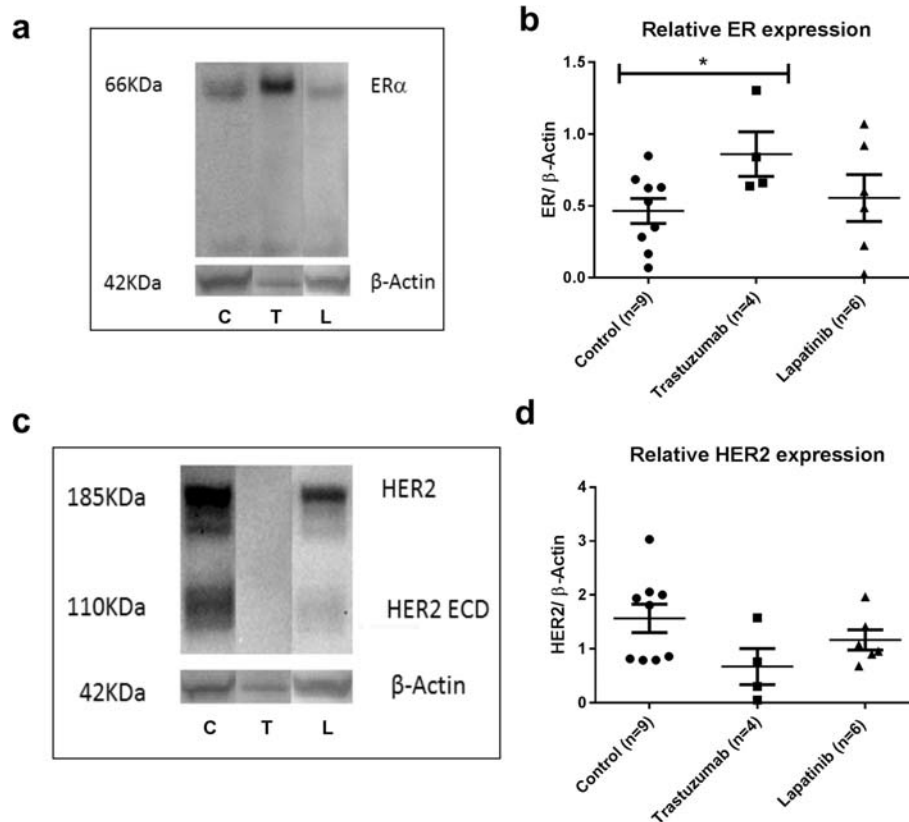 a
66KDa
ERα
42KDa
β-Actin
C T L
b
Relative ER expression
*
ER/ β-Actin
1.5
1.0
0.5
0.0
Control (n=9)
Trastuzumab (n=4)
Lapatinib (n=6)
c
185KDa
HER2
110KDa
HER2 ECD
42KDa
β-Actin
C T L
d
Relative HER2 expression
HER2/ β-Actin
4
3
2
1
0
Control (n=9)
Trastuzumab (n=4)
Lapatinib (n=6)